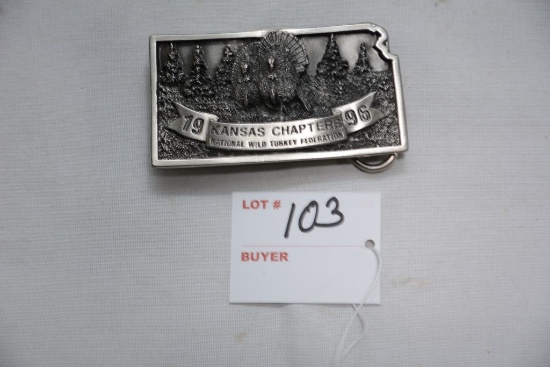 19 KANSAS CHAPTERS 96
NATIONAL WILD TURKEY FEDERATION
LOT # 103
BUYER